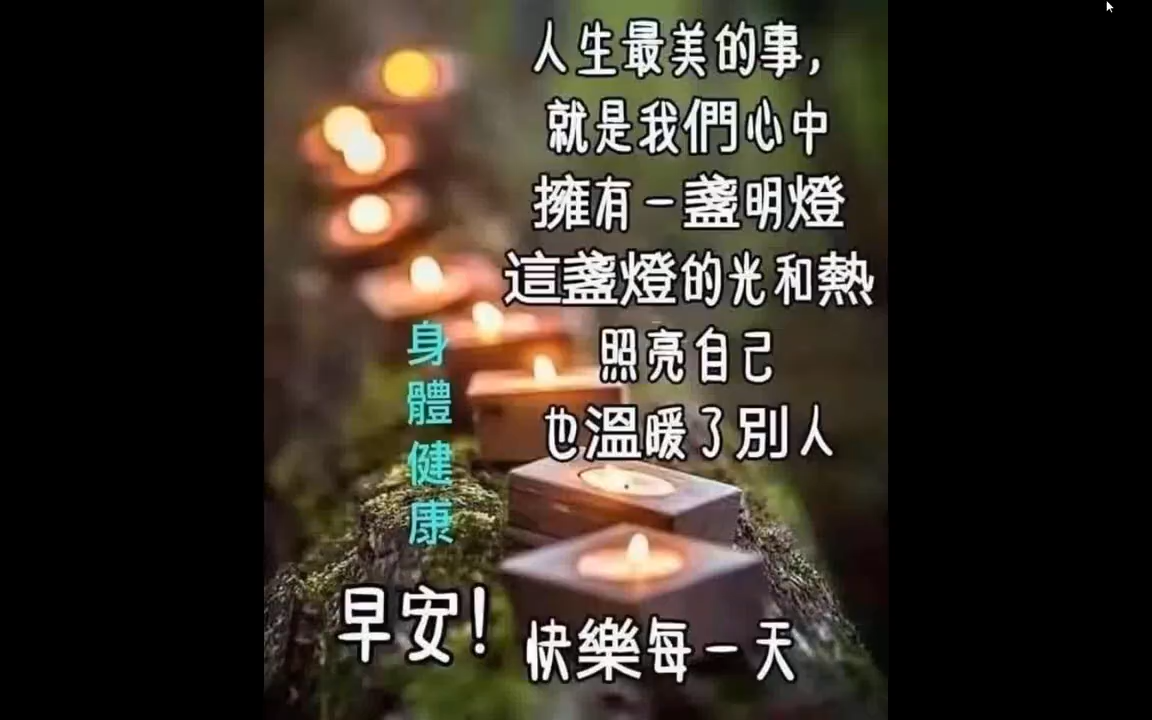 人生最美的事,
就是我們心中
擁有一盞明燈
這盞燈的光和熱
照亮自己
也溫暖了別人
身體健康
早安!
快樂每一天